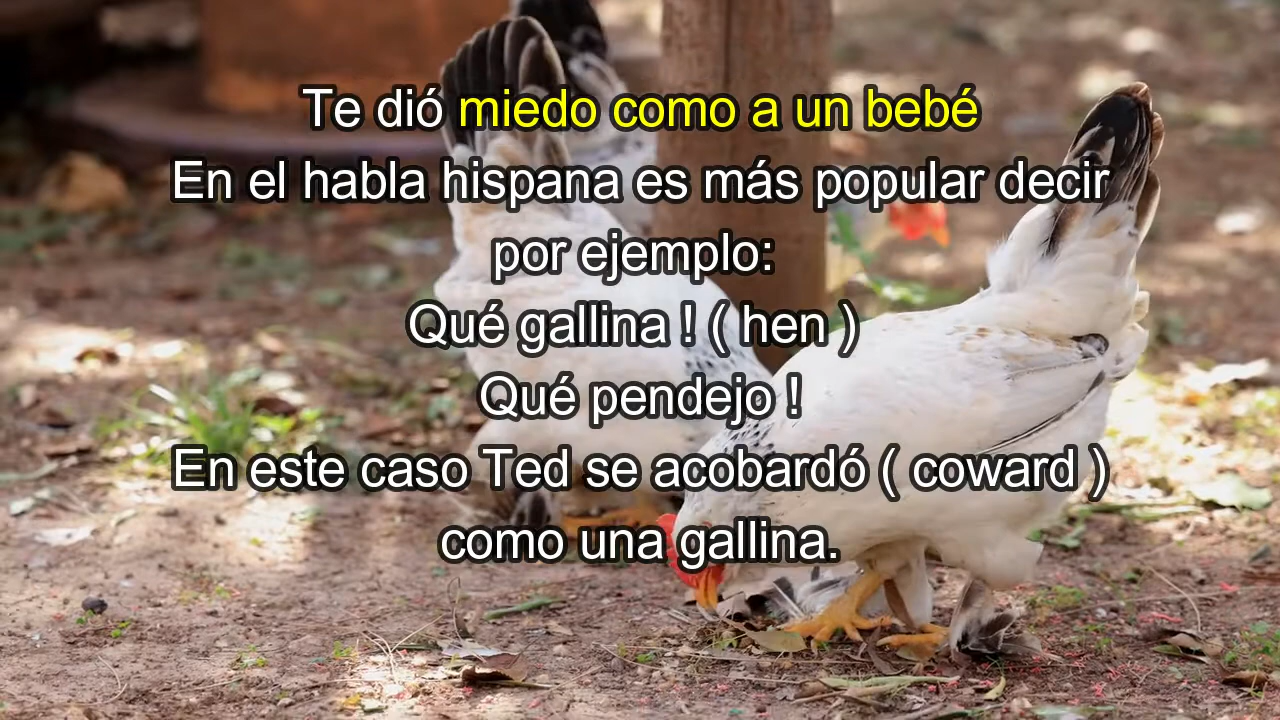 Te dió miedo como a un bebé
En el habla hispana es más popular decir
por ejemplo:
Qué gallina ! ( hen )
Qué pendejo !
En este caso Ted se acobardó ( coward )
como una gallina.